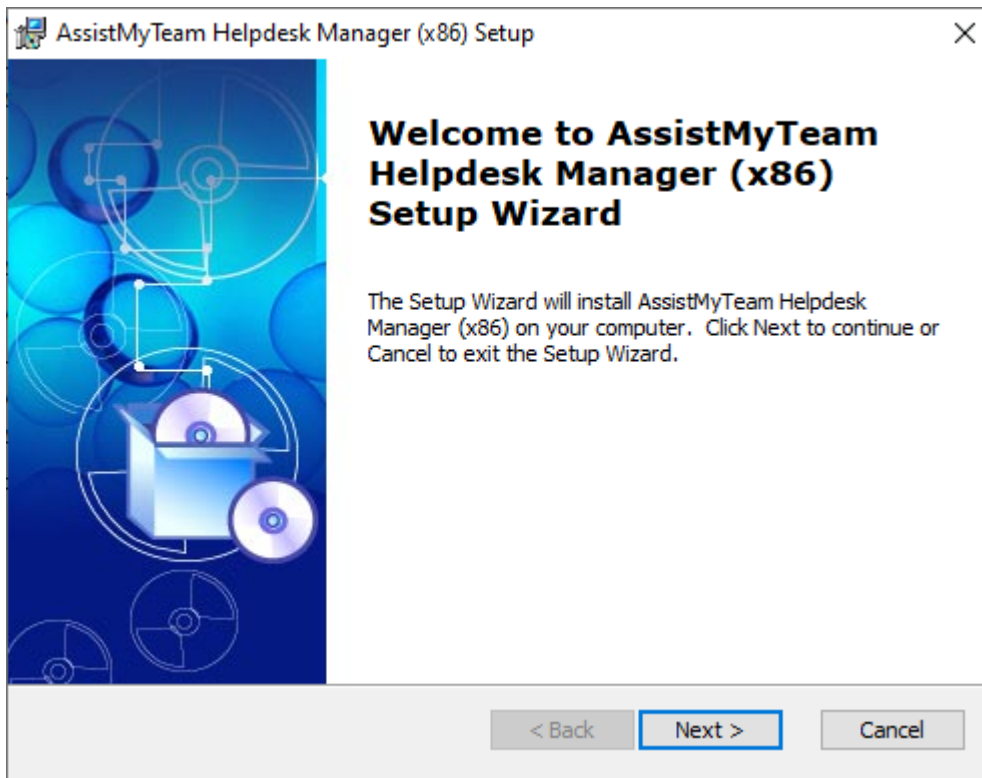 AssistMyTeam Helpdesk Manager (x86) Setup
Welcome to AssistMyTeam
Helpdesk Manager (x86)
Setup Wizard
The Setup Wizard will install AssistMyTeam Helpdesk
Manager (x86) on your computer. Click Next to continue or
Cancel to exit the Setup Wizard.
< Back
Next >
Cancel